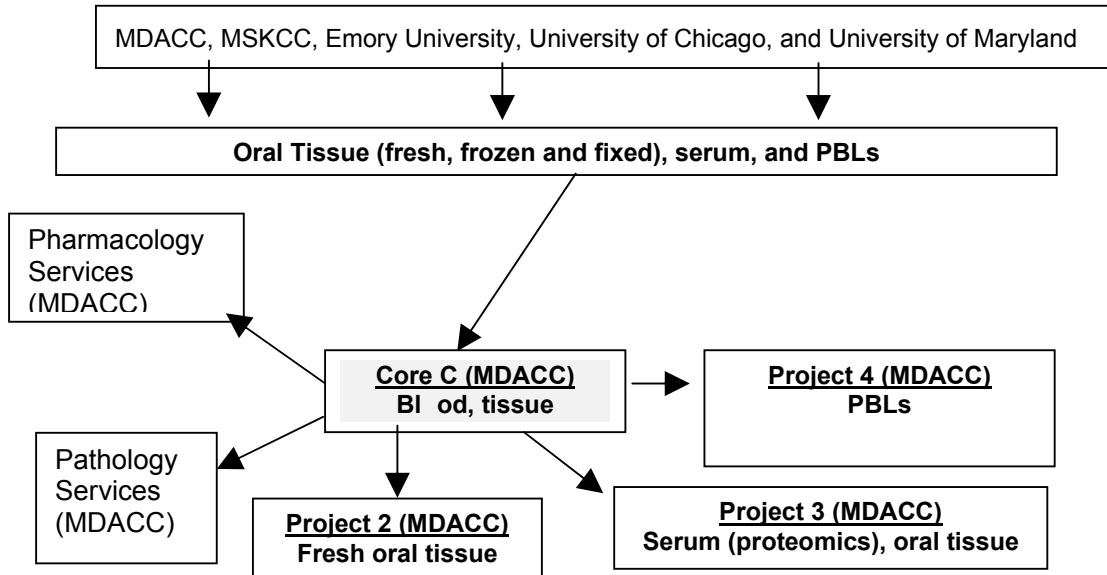 MDACC, MSKCC, Emory University, University of Chicago, and University of Maryland
Oral Tissue (fresh, frozen and fixed), serum, and PBLs
Pharmacology
Services
(MDACC)
Core C (MDACC)
Bl od, tissue
Project 4 (MDACC)
PBLs
Pathology
Services
(MDACC)
Project 2 (MDACC)
Fresh oral tissue
Project 3 (MDACC)
Serum (proteomics), oral tissue